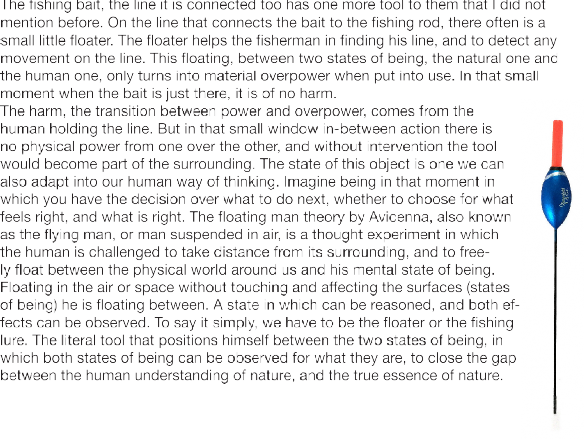 The fishing bait, the line it is connected too has one more tool to them that I did not
mention before. On the line that connects the bait to the fishing rod, there often is a
small little floater. The floater helps the fisherman in finding his line, and to detect any
movement on the line. This floating, between two states of being, the natural one and
the human one, only turns into material overpower when put into use. In that small
moment when the bait is just there, it is of no harm.
The harm, the transition between power and overpower, comes from the
human holding the line. But in that small window in-between action there is
no physical power from one over the other, and without intervention the tool
would become part of the surrounding. The state of this object is one we can
also adapt into our human way of thinking. Imagine being in that moment in
which you have the decision over what to do next, whether to choose for what
feels right, and what is right. The floating man theory by Avicenna, also known
as the flying man, or man suspended in air, is a thought experiment in which
the human is challenged to take distance from its surrounding, and to free-
ly float between the physical world around us and his mental state of being.
Floating in the air or space without touching and affecting the surfaces (states
of being) he is floating between. A state in which can be reasoned, and both ef-
fects can be observed. To say it simply, we have to be the floater or the fishing
lure. The literal tool that positions himself between the two states of being, in
which both states of being can be observed for what they are, to close the gap
between the human understanding of nature, and the true essence of nature.